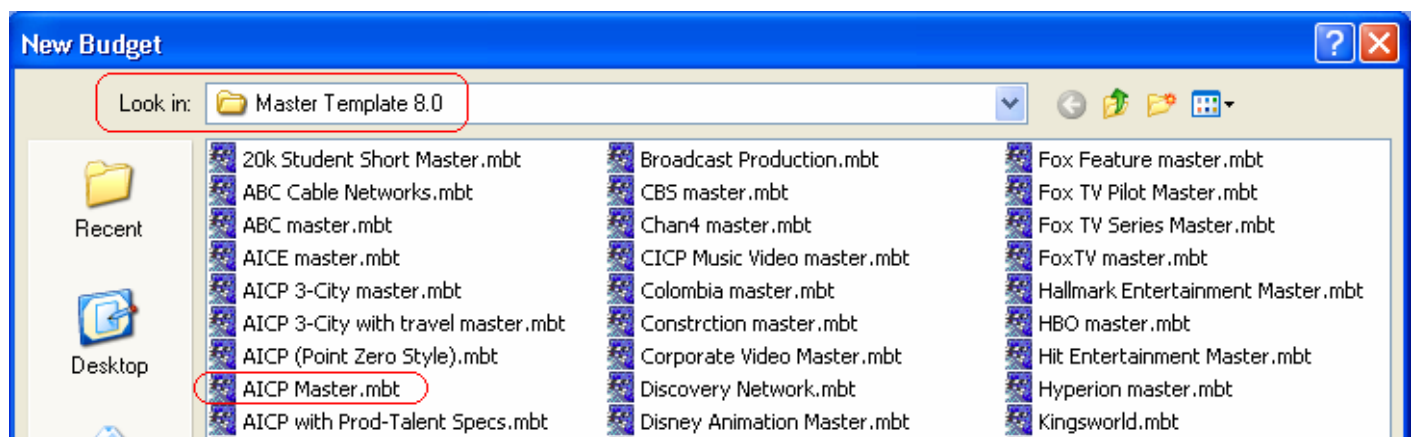 New Budget
Look in: Master Template 8.0
Recent
Desktop
20k Student Short Master.mbt
ABC Cable Networks.mbt
ABC master.mbt
AICE master.mbt
AICP 3-City master.mbt
AICP 3-City with travel master.mbt
AICP (Point Zero Style).mbt
AICP Master.mbt
AICP with Prod-Talent Specs.mbt
Broadcast Production.mbt
CBS master.mbt
Chan4 master.mbt
CICP Music Video master.mbt
Colombia master.mbt
Constrction master.mbt
Corporate Video Master.mbt
Discovery Network.mbt
Disney Animation Master.mbt
Fox Feature master.mbt
Fox TV Pilot Master.mbt
Fox TV Series Master.mbt
FoxTV master.mbt
Hallmark Entertainment Master.mbt
HBO master.mbt
Hit Entertainment Master.mbt
Hyperion master.mbt
Kingsworld.mbt